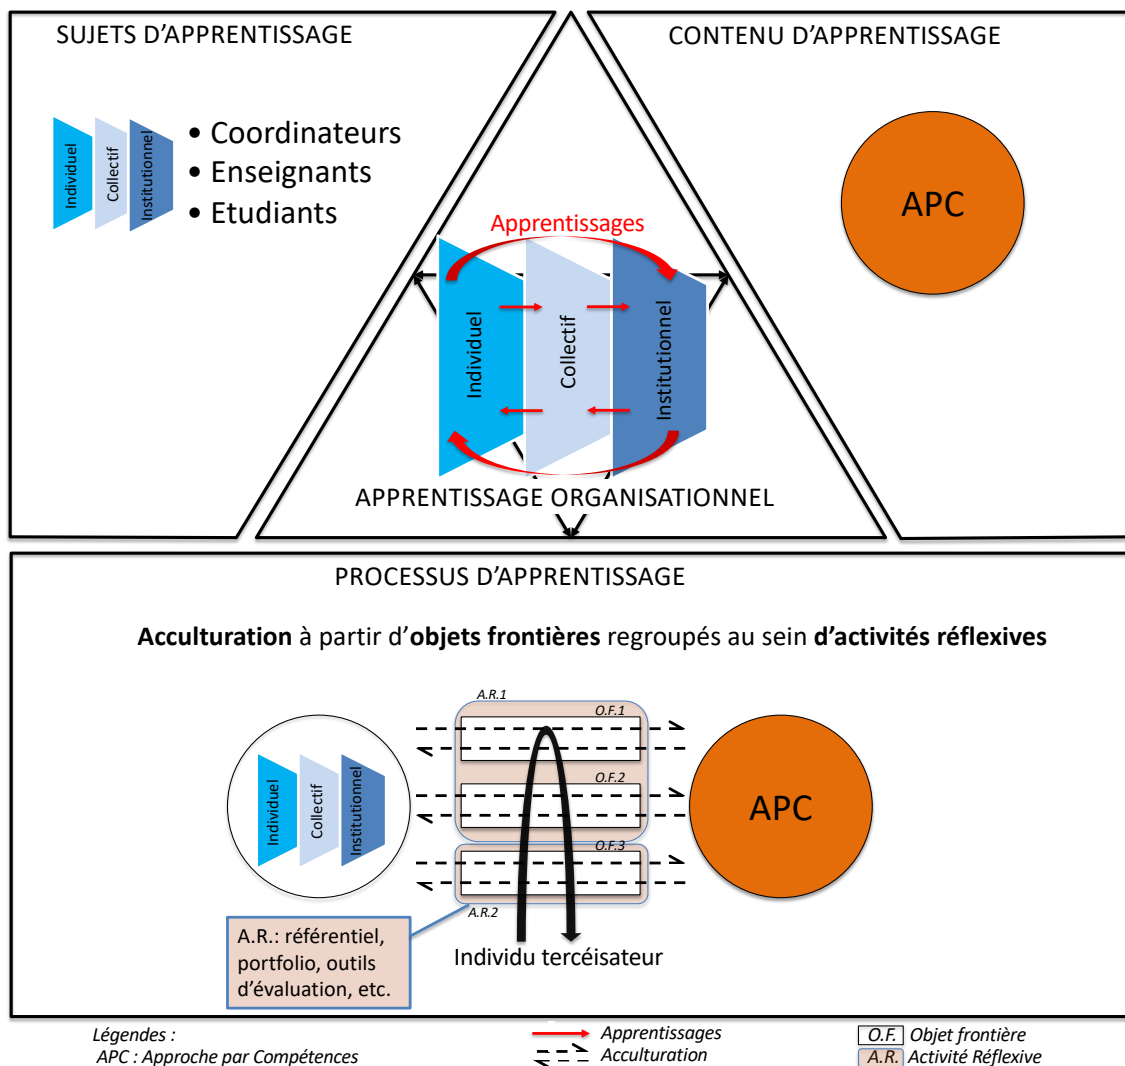 SUJETS D'APPRENTISSAGE
CONTENU D'APPRENTISSAGE
Individuel
Collectif
Institutionnel
• Coordinateurs
• Enseignants
• Etudiants
APC
Apprentissages
Individuel
Collectif
Institutionnel
APPRENTISSAGE ORGANISATIONNEL
PROCESSUS D'APPRENTISSAGE
Acculturation à partir d'objets frontières regroupés au sein d'activités réflexives
A.R.1
O.F.1
O.F.2
O.F.3
A.R.2
Individuel
Collectif
Institutionnel
APC
A.R.: référentiel,
portfolio, outils
d'évaluation, etc.
Individu tercéisateur
Légendes :
APC : Approche par Compétences
Apprentissages
Acculturation
O.F. Objet frontière
A.R. Activité Réflexive